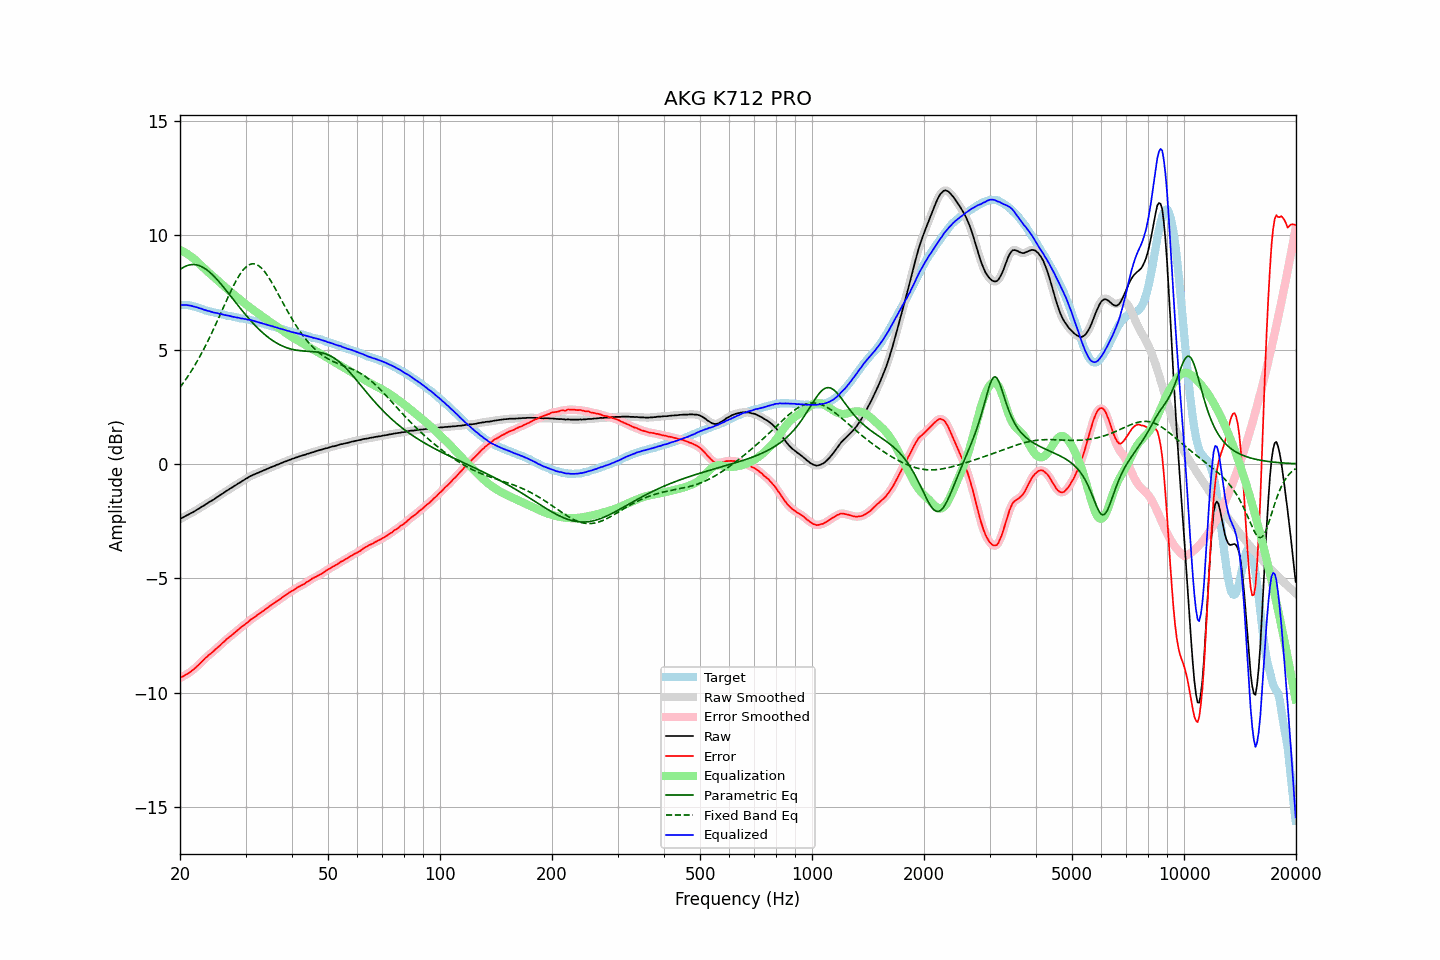 AKG K712 PRO
Amplitude (dBr)
15
10
5
0
−5
−10
−15
Target
Raw Smoothed
Error Smoothed
Raw
Error
Equalization
Parametric Eq
Fixed Band Eq
Equalized
20 50 100 200 500 1000 2000 5000 10000 20000
Frequency (Hz)